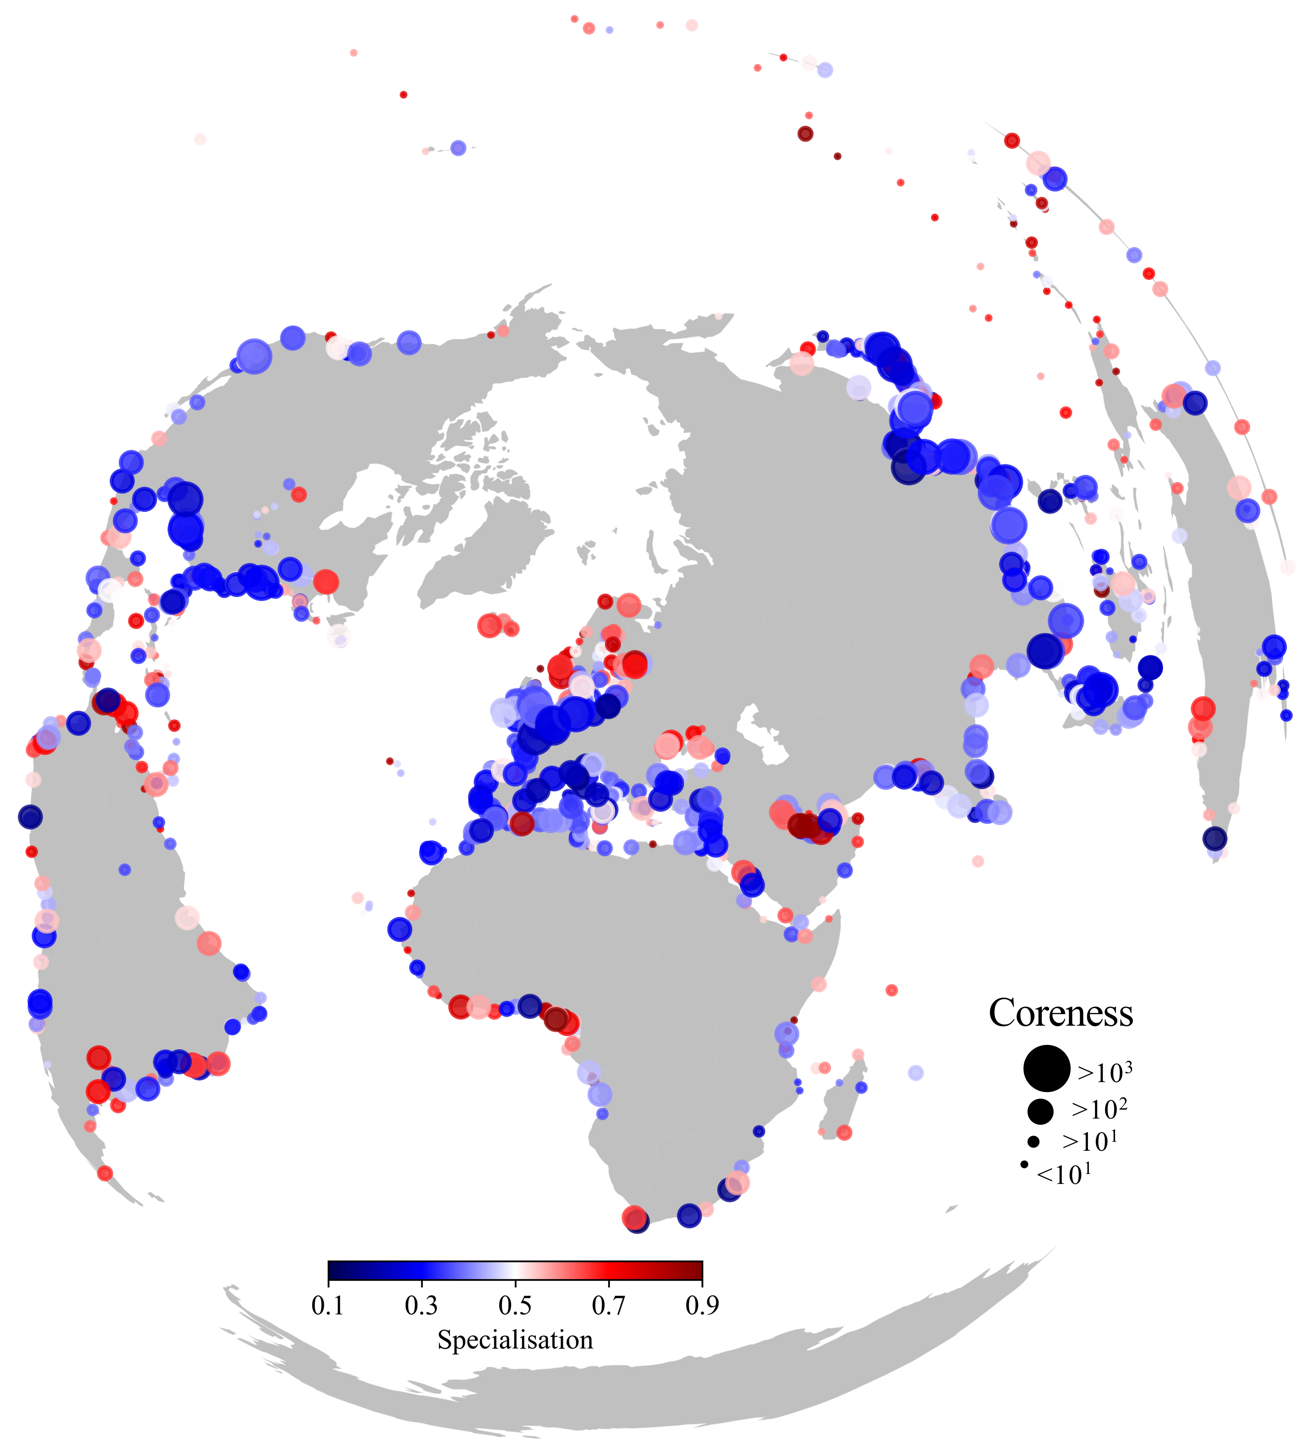 Coreness
>10³
>10²
>10¹
<10¹
0.1 0.3 0.5 0.7 0.9
Specialisation